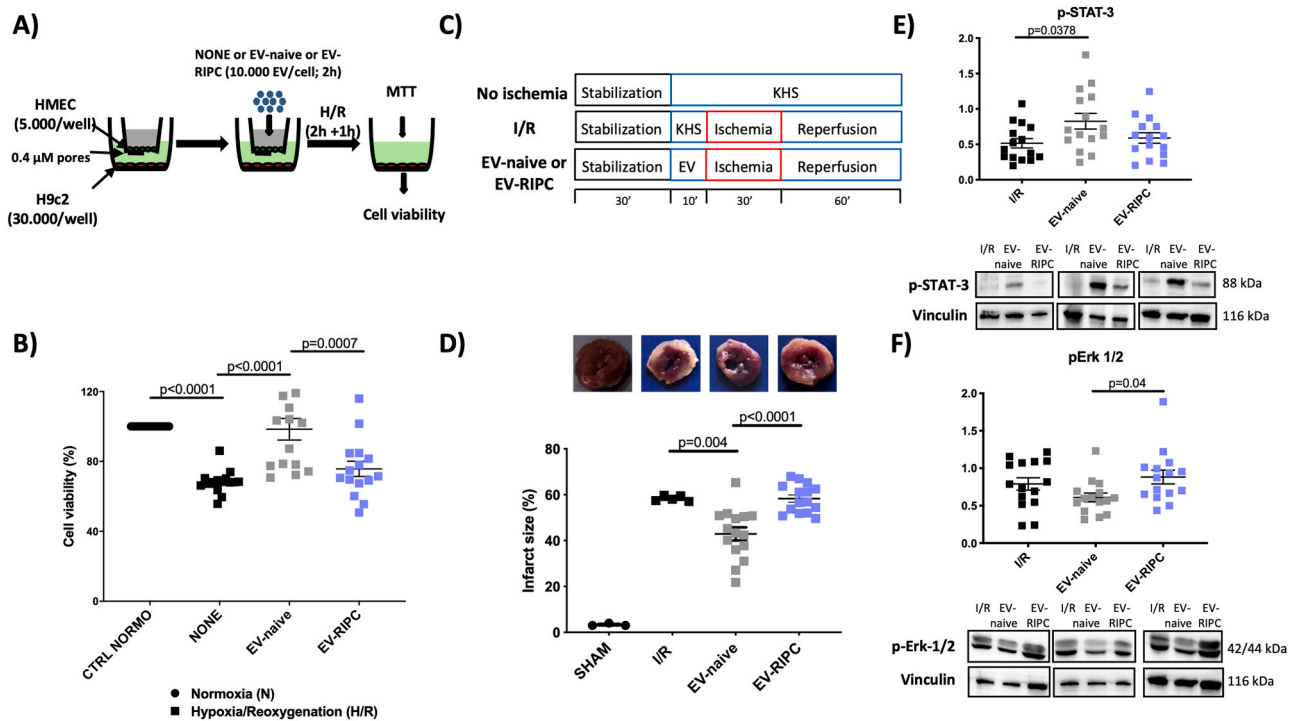 A)
NONE or EV-naive or EV-
RIPC (10.000 EV/cell; 2h)
HMEC
(5.000/well)
0.4 µM pores
H9c2
(30.000/well)
H/R
(2h +1h)
MTT
Cell viability
B)
p=0.0007
p<0.0001
p<0.0001
Cell viability (%)
120
80
40
0
CTRL NORMO
NONE
EV-naive
EV-RIPC
Normoxia (N)
Hypoxia/Reoxygenation (H/R)
C)
No ischemia
Stabilization
KHS
I/R
Stabilization
KHS
Ischemia
Reperfusion
EV-naive or
EV-RIPC
Stabilization
EV
Ischemia
Reperfusion
30’
10’
30’
60’
D)
p<0.0001
p=0.004
Infarct size (%)
80
60
40
20
0
SHAM
I/R
EV-naive
EV-RIPC
E)
p-STAT-3
p=0.0378
2.0
1.5
1.0
0.5
0.0
I/R
EV-naive
EV-RIPC
I/R EV-naive EV-RIPC
I/R EV-naive EV-RIPC
I/R EV-naive EV-RIPC
p-STAT-3
88 kDa
Vinculin
116 kDa
F)
pErk 1/2
p=0.04
2.0
1.5
1.0
0.5
0.0
I/R
EV-naive
EV-RIPC
I/R EV-naive EV-RIPC
I/R EV-naive EV-RIPC
I/R EV-naive EV-RIPC
p-Erk-1/2
42/44 kDa
Vinculin
116 kDa